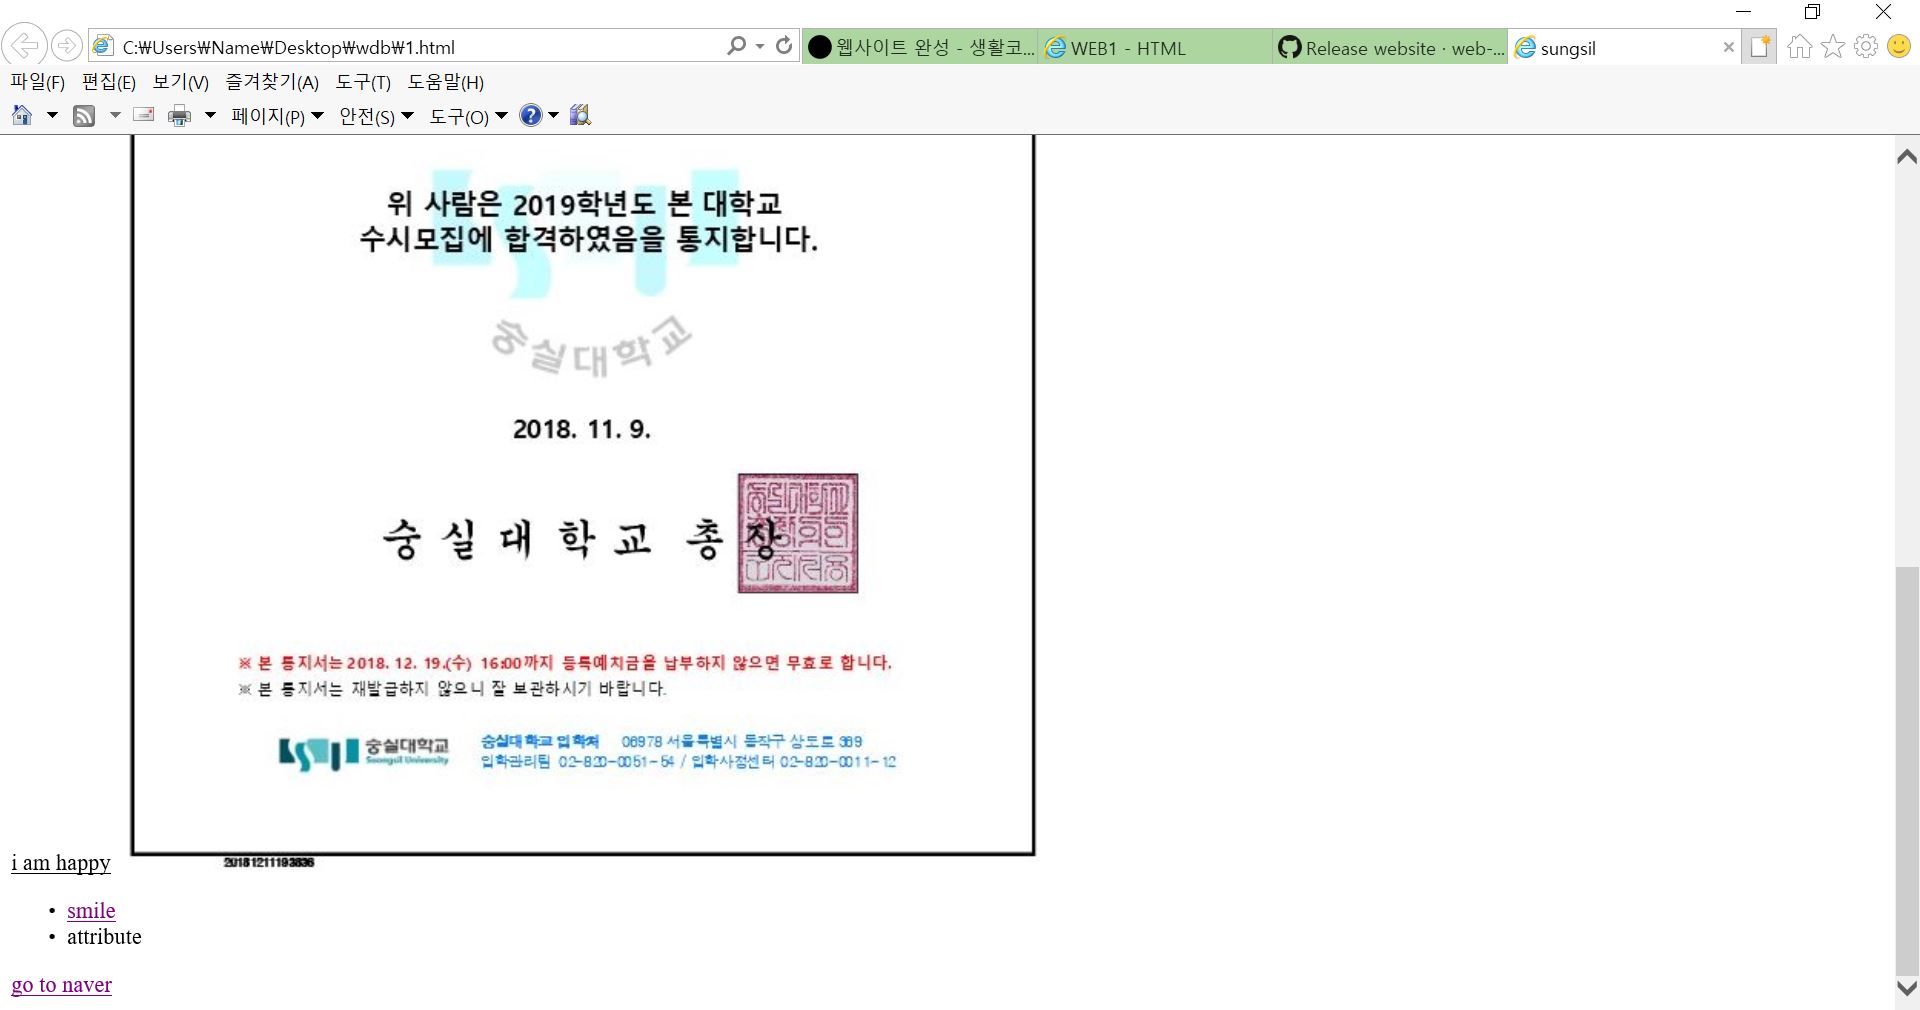 C:₩Users₩Name₩Desktop₩wdb₩1.html
웹사이트 완성 - 생활코...
WEB1 - HTML
Release website · web-...
sungsil
파일(F) 편집(E) 보기(V) 즐겨찾기(A) 도구(T) 도움말(H)
페이지(P) 안전(S) 도구(O)
위 사람은 2019학년도 본 대학교
수시모집에 합격하였음을 통지합니다.
숭실대학교
2018. 11. 9.
숭실대학교 총장
※ 본 통지서는 2018. 12. 19.(수) 16:00까지 등록예치금을 납부하지 않으면 무효로 합니다.
※ 본 통지서는 재발급하지 않으니 잘 보관하시기 바랍니다.
숭실대학교
Soongsil University
숭실대학교 입학처 06978 서울특별시 동작구 상도로 369
입학관리팀 02-820-0051~54 / 입학사정센터 02-820-0011~12
20181211193836
i am happy
• smile
• attribute
go to naver